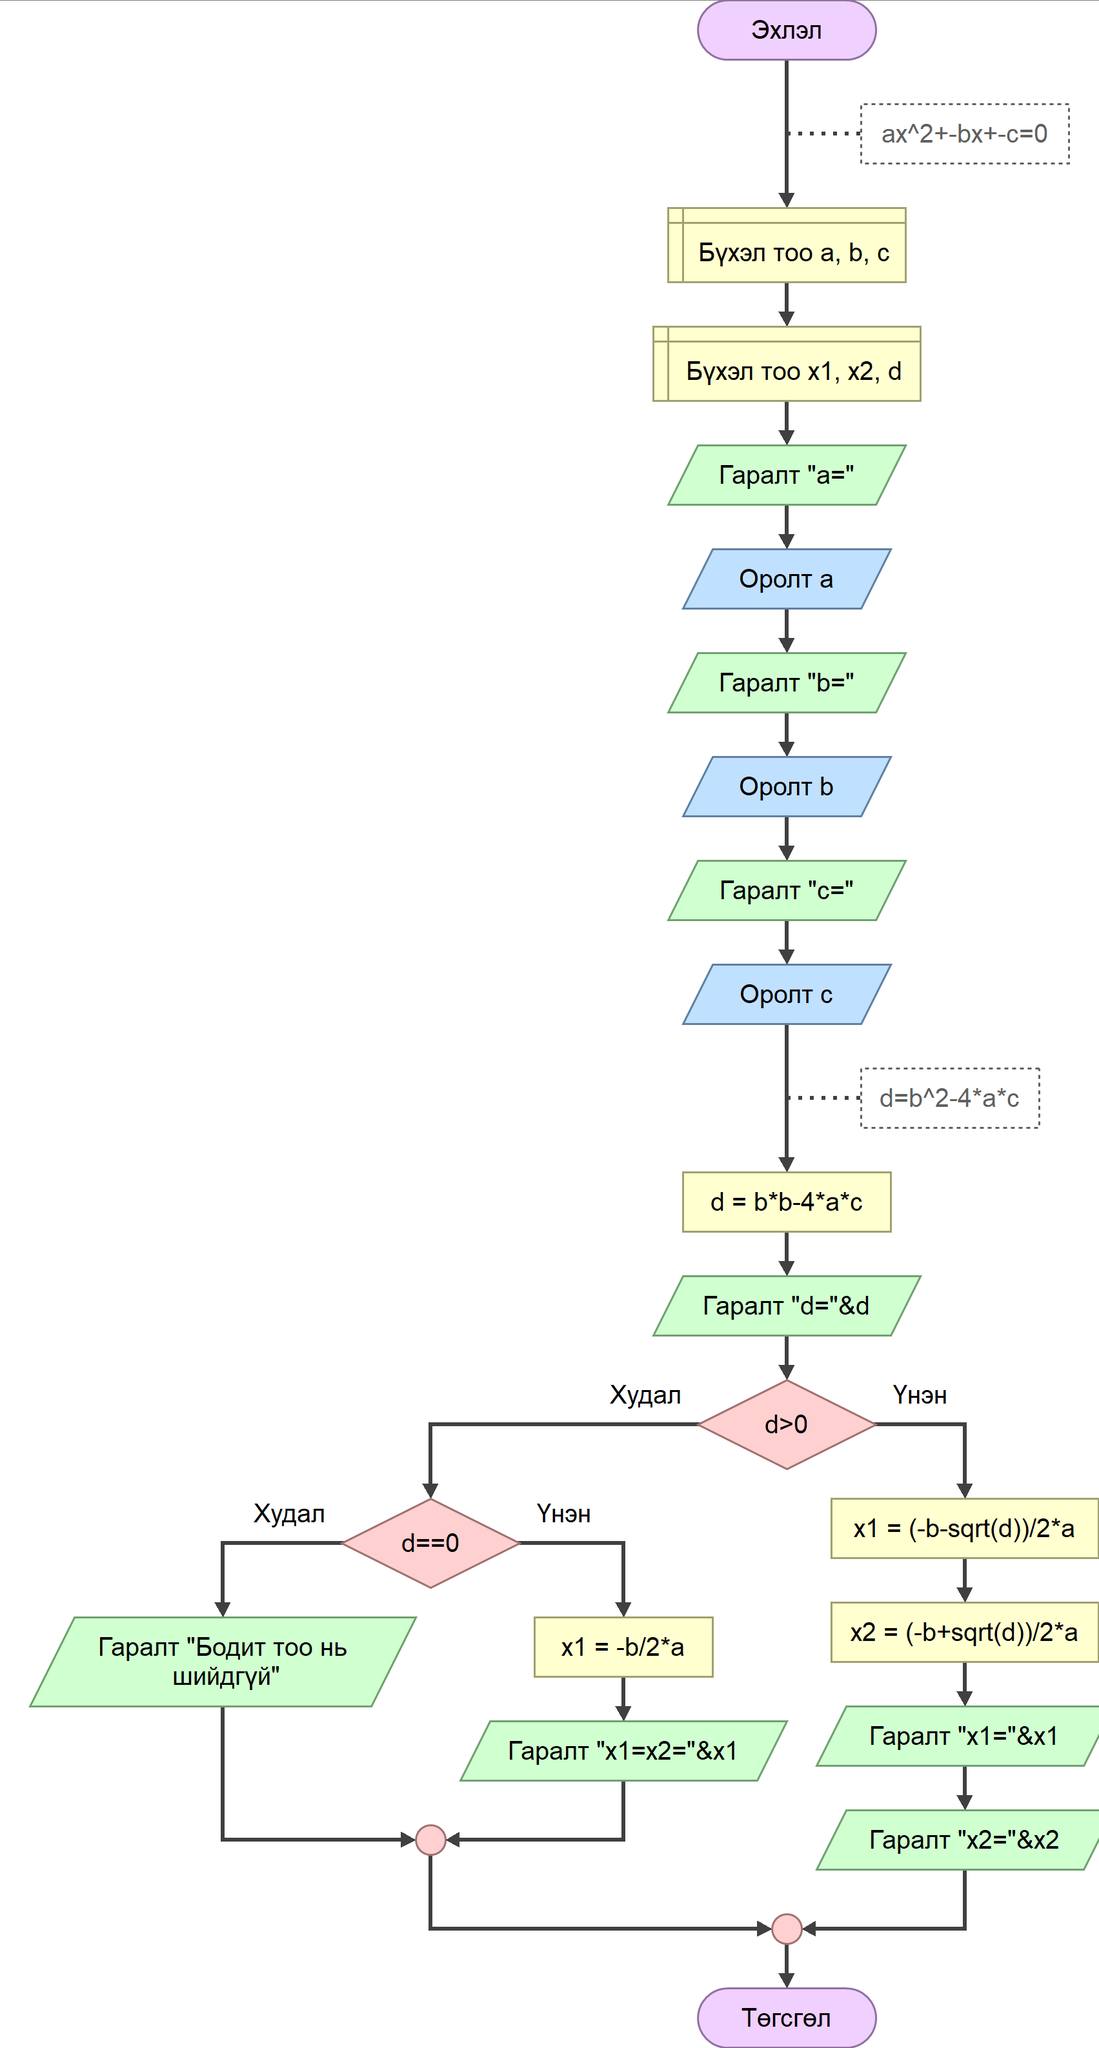 Эхлэл
ax^2+-bx+-c=0
Бүхэл тоо a, b, c
Бүхэл тоо x1, x2, d
Гаралт "a="
Оролт a
Гаралт "b="
Оролт b
Гаралт "c="
Оролт c
d=b^2-4*a*c
d = b*b-4*a*c
Гаралт "d="&d
Худал
Үнэн
d>0
Худал
Үнэн
d==0
x1 = (-b-sqrt(d))/2*a
x2 = (-b+sqrt(d))/2*a
Гаралт "Бодит тоо нь
шийдгүй"
x1 = -b/2*a
Гаралт "x1=x2="&x1
Гаралт "x1="&x1
Гаралт "x2="&x2
Төгсгөл